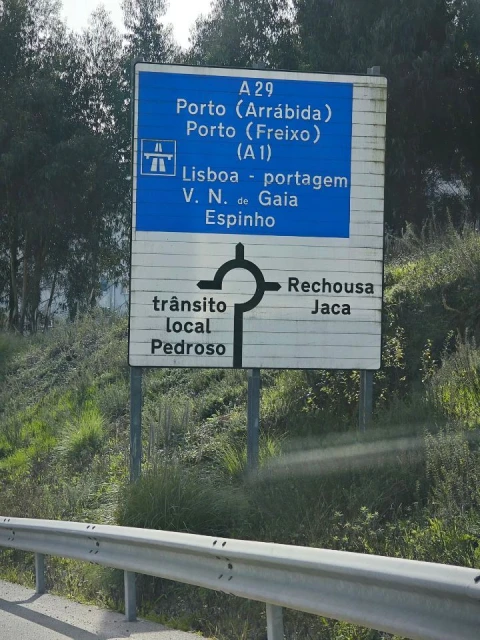 A29
Porto (Arrábida)
Porto (Freixo)
(A1)
Lisboa - portagem
V. N. de Gaia
Espinho
Rechousa
Jaca
trânsito
local
Pedroso